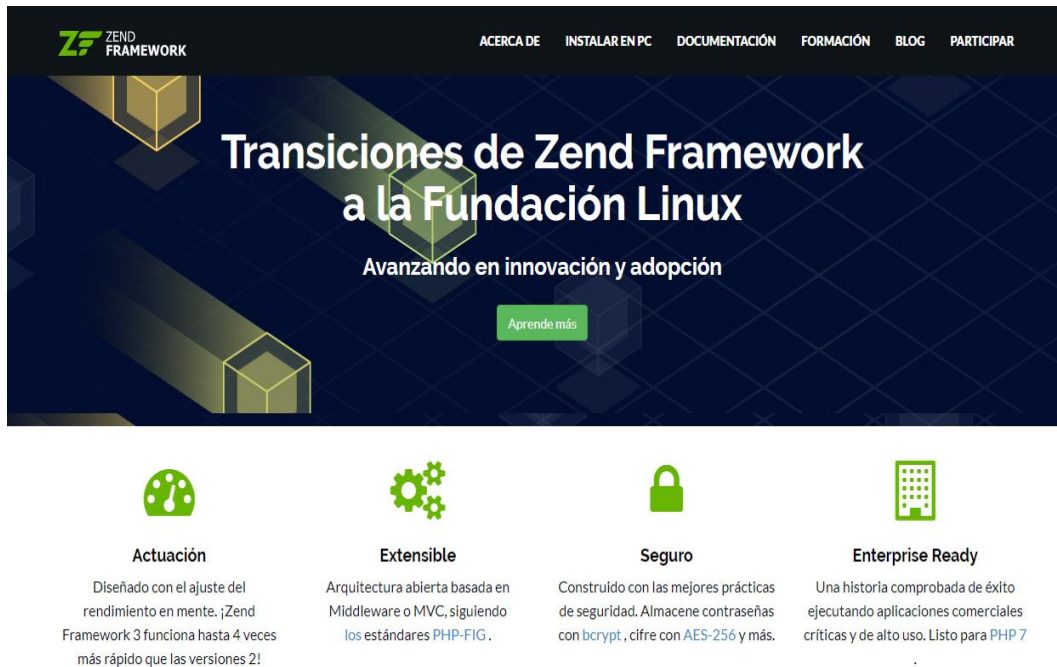 ZEND
FRAMEWORK
ACERCA DE INSTALAR EN PC DOCUMENTACIÓN FORMACIÓN BLOG PARTICIPAR
Transiciones de Zend Framework
a la Fundación Linux
Avanzando en innovación y adopción
Aprende más
Actuación
Diseñado con el ajuste del
rendimiento en mente. ¡Zend
Framework 3 funciona hasta 4 veces
más rápido que las versiones 2!
Extensible
Arquitectura abierta basada en
Middleware o MVC, siguiendo
los estándares PHP-FIG .
Seguro
Construido con las mejores prácticas
de seguridad. Almacene contraseñas
con bcrypt , cifre con AES-256 y más.
Enterprise Ready
Una historia comprobada de éxito
ejecutando aplicaciones comerciales
críticas y de alto uso. Listo para PHP 7
.